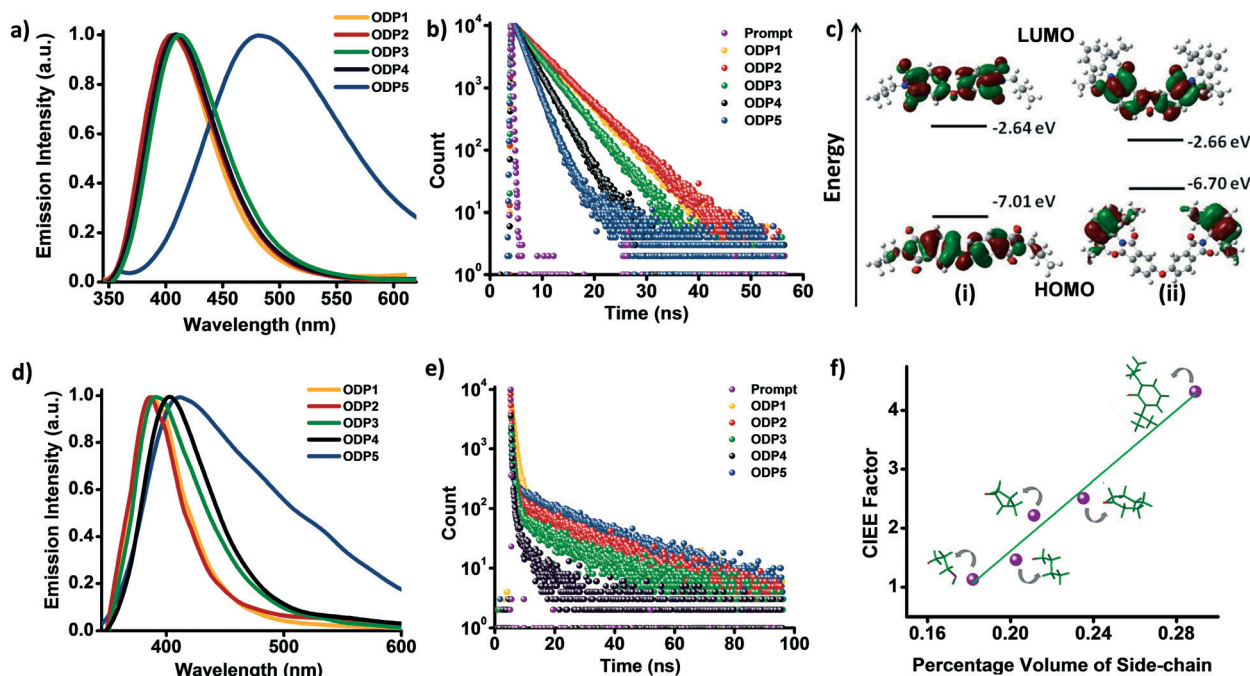 a)
Emission Intensity (a.u.)
1.0
0.8
0.6
0.4
0.2
0.0
350 400 450 500 550 600
Wavelength (nm)
ODP1
ODP2
ODP3
ODP4
ODP5
b)
Count
10^4
10^3
10^2
10^1
10^0
0 10 20 30 40 50 60
Time (ns)
Prompt
ODP1
ODP2
ODP3
ODP4
ODP5
c)
Energy
LUMO
-2.64 eV
-2.66 eV
-6.70 eV
-7.01 eV
(i)
HOMO
(ii)
d)
Emission Intensity (a.u.)
1.0
0.8
0.6
0.4
0.2
0.0
400 500 600
Wavelength (nm)
ODP1
ODP2
ODP3
ODP4
ODP5
e)
Count
10^4
10^3
10^2
10^1
10^0
0 20 40 60 80 100
Time (ns)
Prompt
ODP1
ODP2
ODP3
ODP4
ODP5
f)
CIEE Factor
4
3
2
1
0.16 0.20 0.24 0.28
Percentage Volume of Side-chain